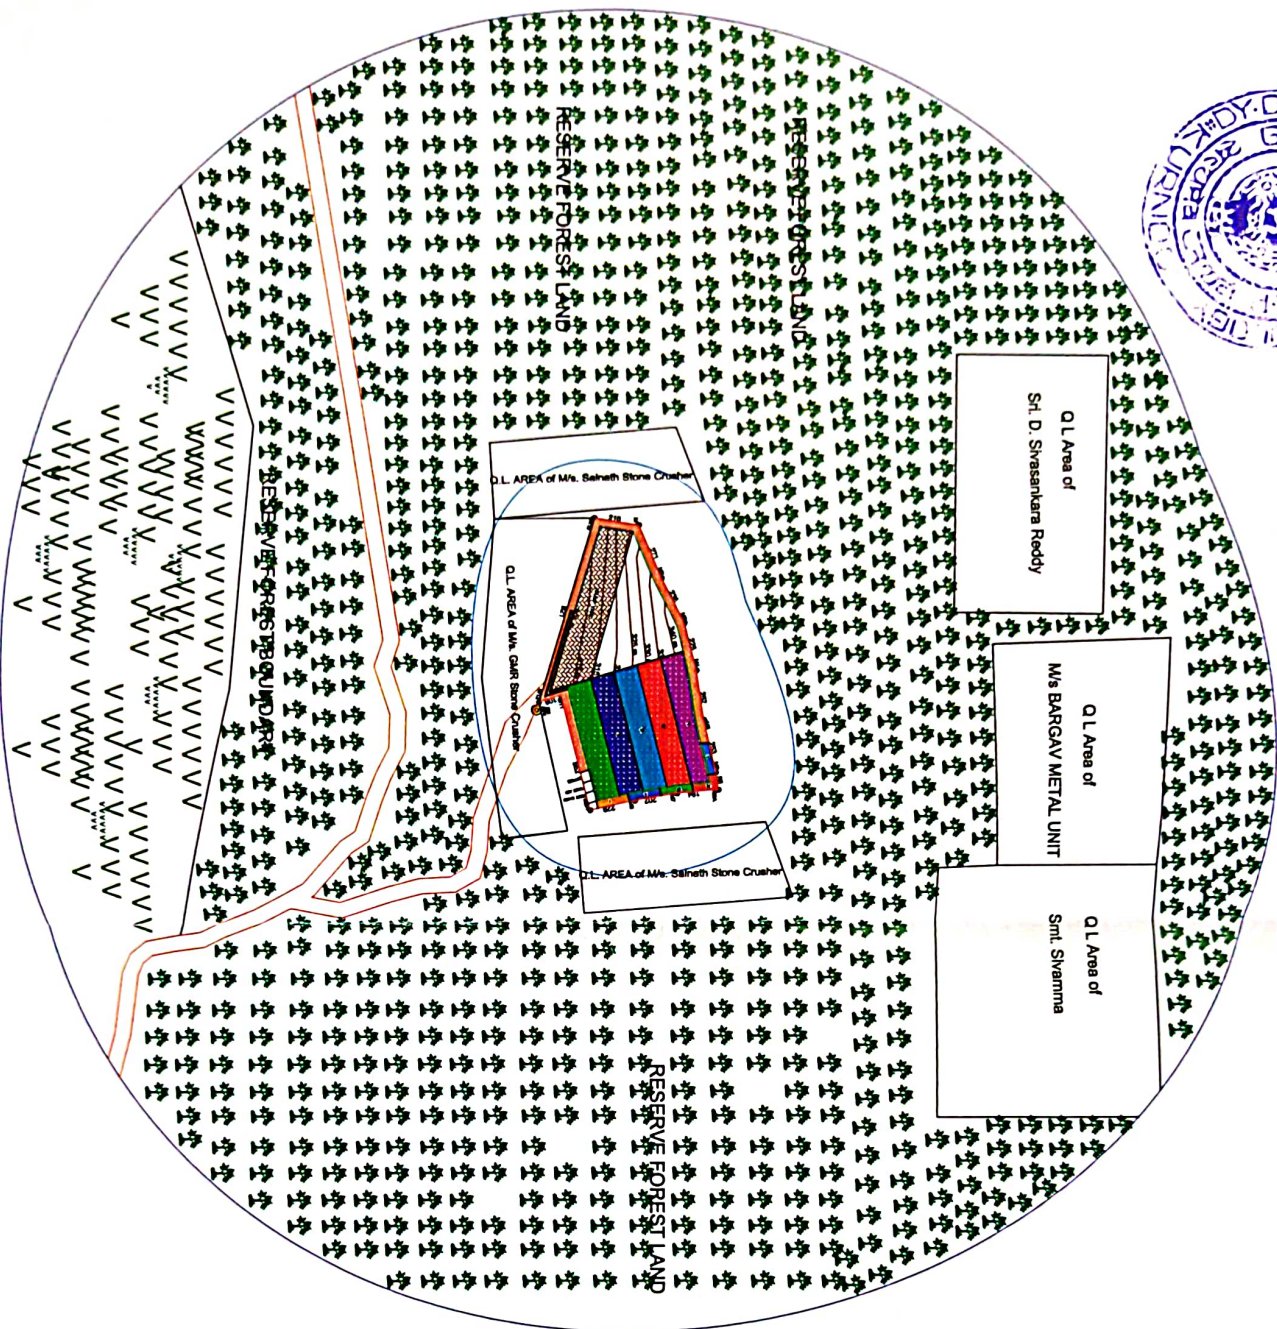 RESERVE FOREST LAND
RESERVE FOREST LAND
Q L Area of
Sri. D. Sivasankara Reddy
Q.L. AREA of M/s. Sainath Stone Crusher
Q.L. AREA of M/s. GMR Stone Crusher
RESERVE FOREST BOUNDARY
Q L Area of
M/s BARGAV METAL UNIT
Q.L. AREA of M/s. Sainath Stone Crusher
Q L Area of
Smt. Sivamma
RESERVE FOREST LAND